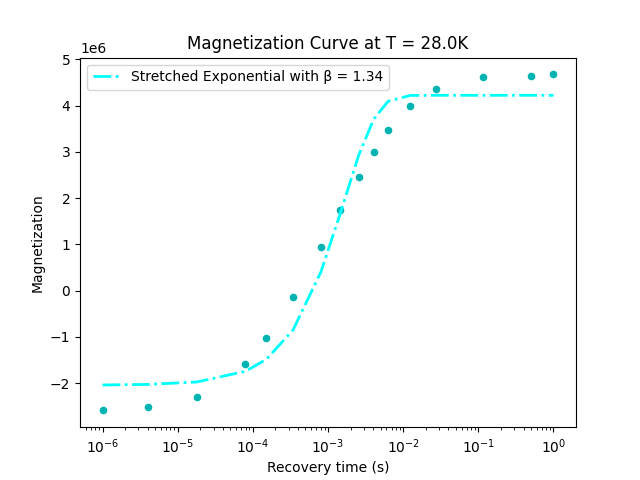 Magnetization Curve at T = 28.0K
1e6
Stretched Exponential with β = 1.34
5
4
3
2
1
0
−1
−2
Magnetization
10⁻⁶ 10⁻⁵ 10⁻⁴ 10⁻³ 10⁻² 10⁻¹ 10⁰
Recovery time (s)